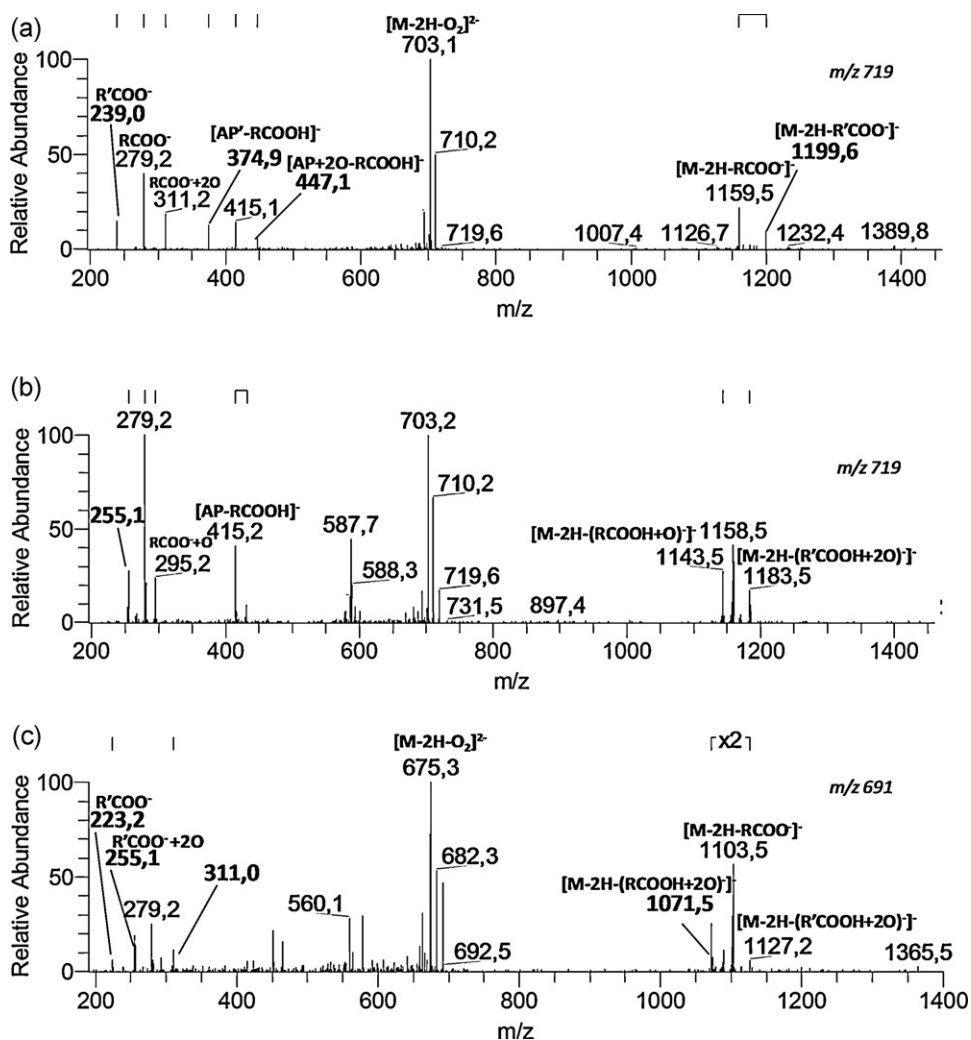 (a)
[M-2H-O₂]²⁻
703,1
m/z 719
R'COO⁻
239,0
RCOO⁻
279,2
RCOO⁻+2O
311,2
[AP'-RCOOH]⁻
374,9
[AP+2O-RCOOH]⁻
447,1
415,1
710,2
719,6
[M-2H-R'COO⁻]⁻
1199,6
[M-2H-RCOO⁻]⁻
1159,5
1007,4
1126,7
1232,4
1389,8
Relative Abundance
100
50
0
200 400 600 800 1000 1200 1400
m/z
(b)
279,2
703,2
m/z 719
710,2
255,1
RCOO⁻+O
295,2
[AP-RCOOH]⁻
415,2
587,7
588,3
719,6
731,5
897,4
[M-2H-(RCOOH+O)⁻]⁻
1143,5
1158,5
[M-2H-(R'COOH+2O)⁻]⁻
1183,5
Relative Abundance
100
50
0
200 400 600 800 1000 1200 1400
m/z
(c)
[M-2H-O₂]²⁻
675,3
x2
m/z 691
R'COO⁻
223,2
R'COO⁻+2O
255,1
279,2
311,0
560,1
682,3
692,5
[M-2H-RCOO⁻]⁻
1103,5
[M-2H-(RCOOH+2O)⁻]⁻
1071,5
[M-2H-(R'COOH+2O)⁻]⁻
1127,2
1365,5
Relative Abundance
100
50
0
200 400 600 800 1000 1200 1400
m/z